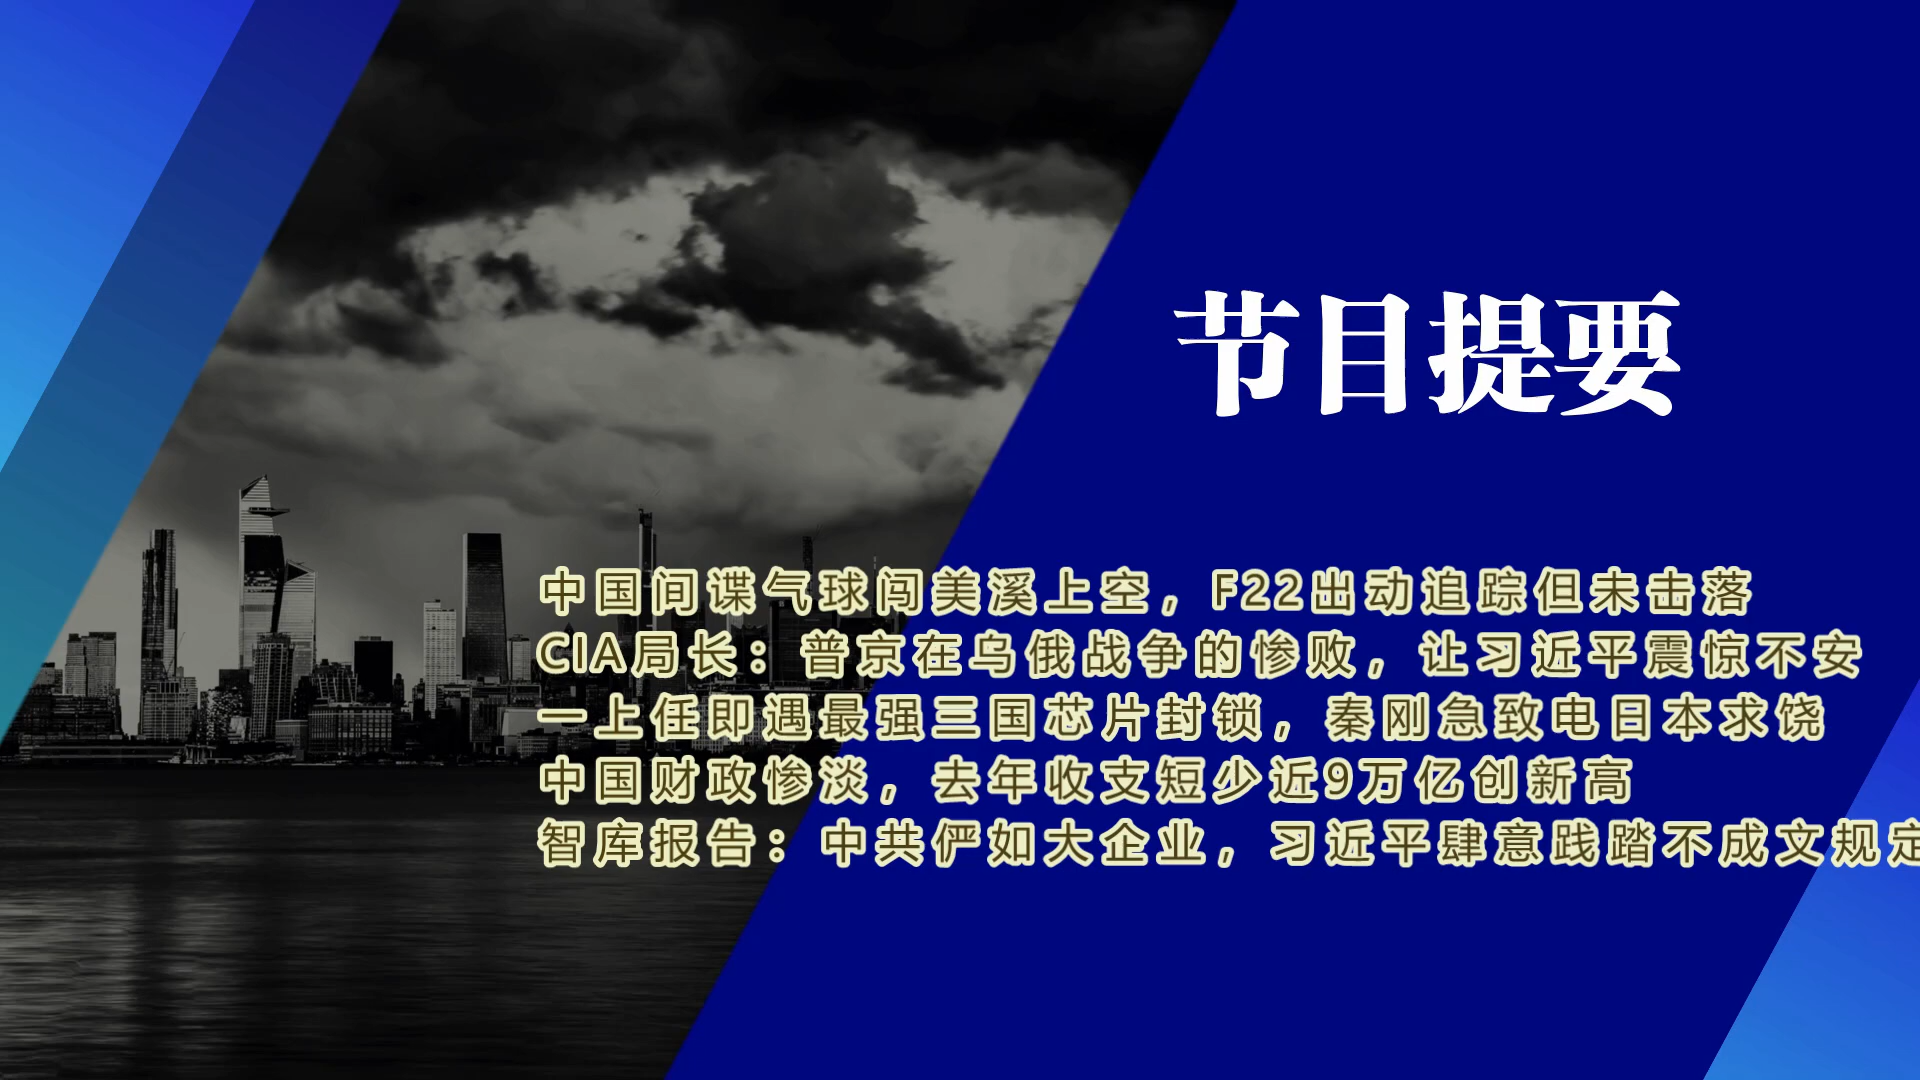 节目提要
中国间谍气球闯美溪上空，F22出动追踪但未击落
CIA局长：普京在乌俄战争的惨败，让习近平震惊不安
一上任即遇最强三国芯片封锁，秦刚急致电日本求饶
中国财政惨淡，去年收支短少近9万亿创新高
智库报告：中共俨如大企业，习近平肆意践踏不成文规定